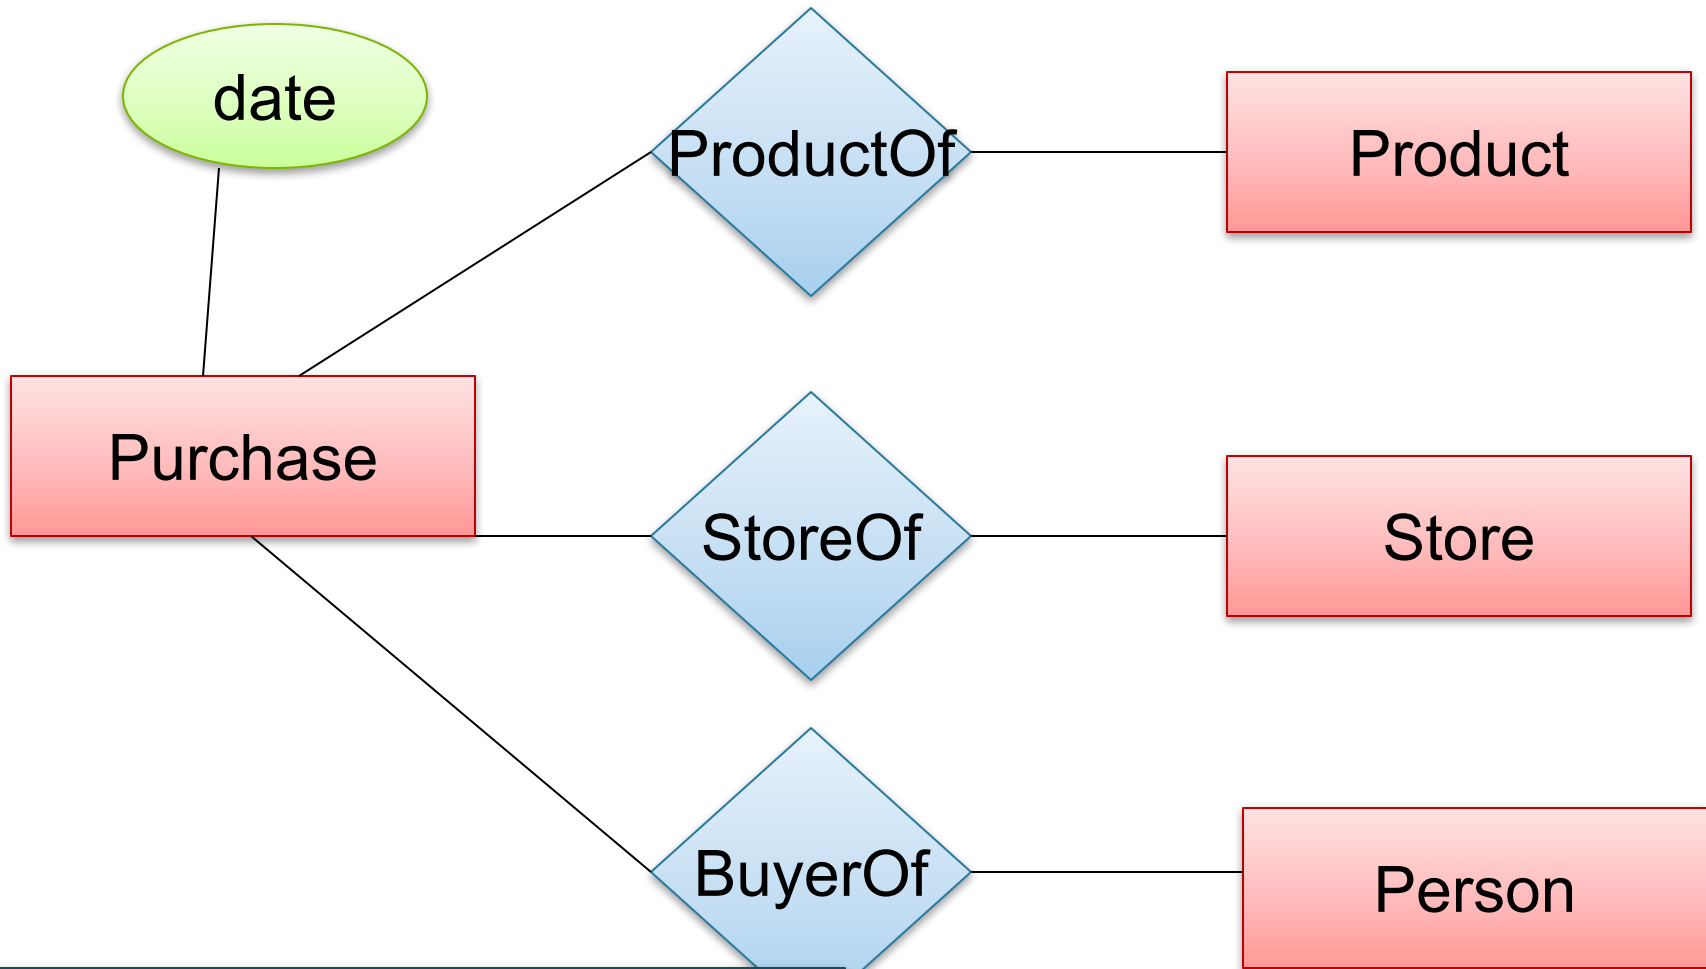 date
ProductOf
Product
Purchase
StoreOf
Store
BuyerOf
Person